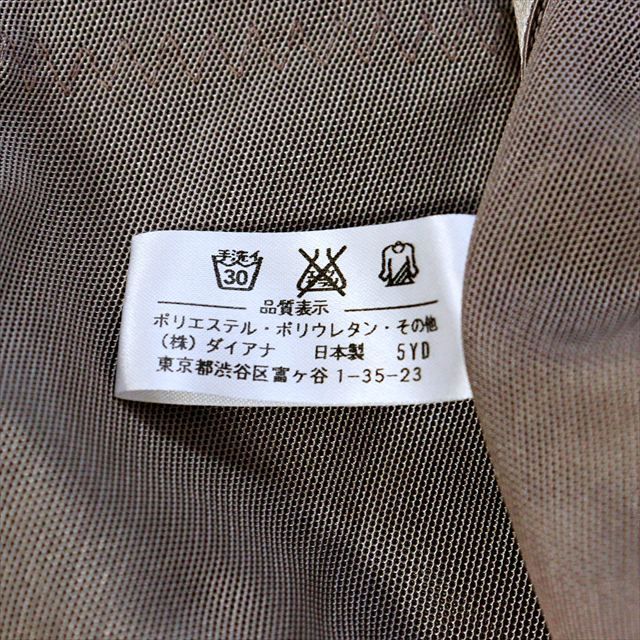 手洗イ
30
品質表示
ポリエステル・ポリウレタン・その他
(株)ダイアナ 日本製 5YD
東京都渋谷区富ヶ谷 1-35-23